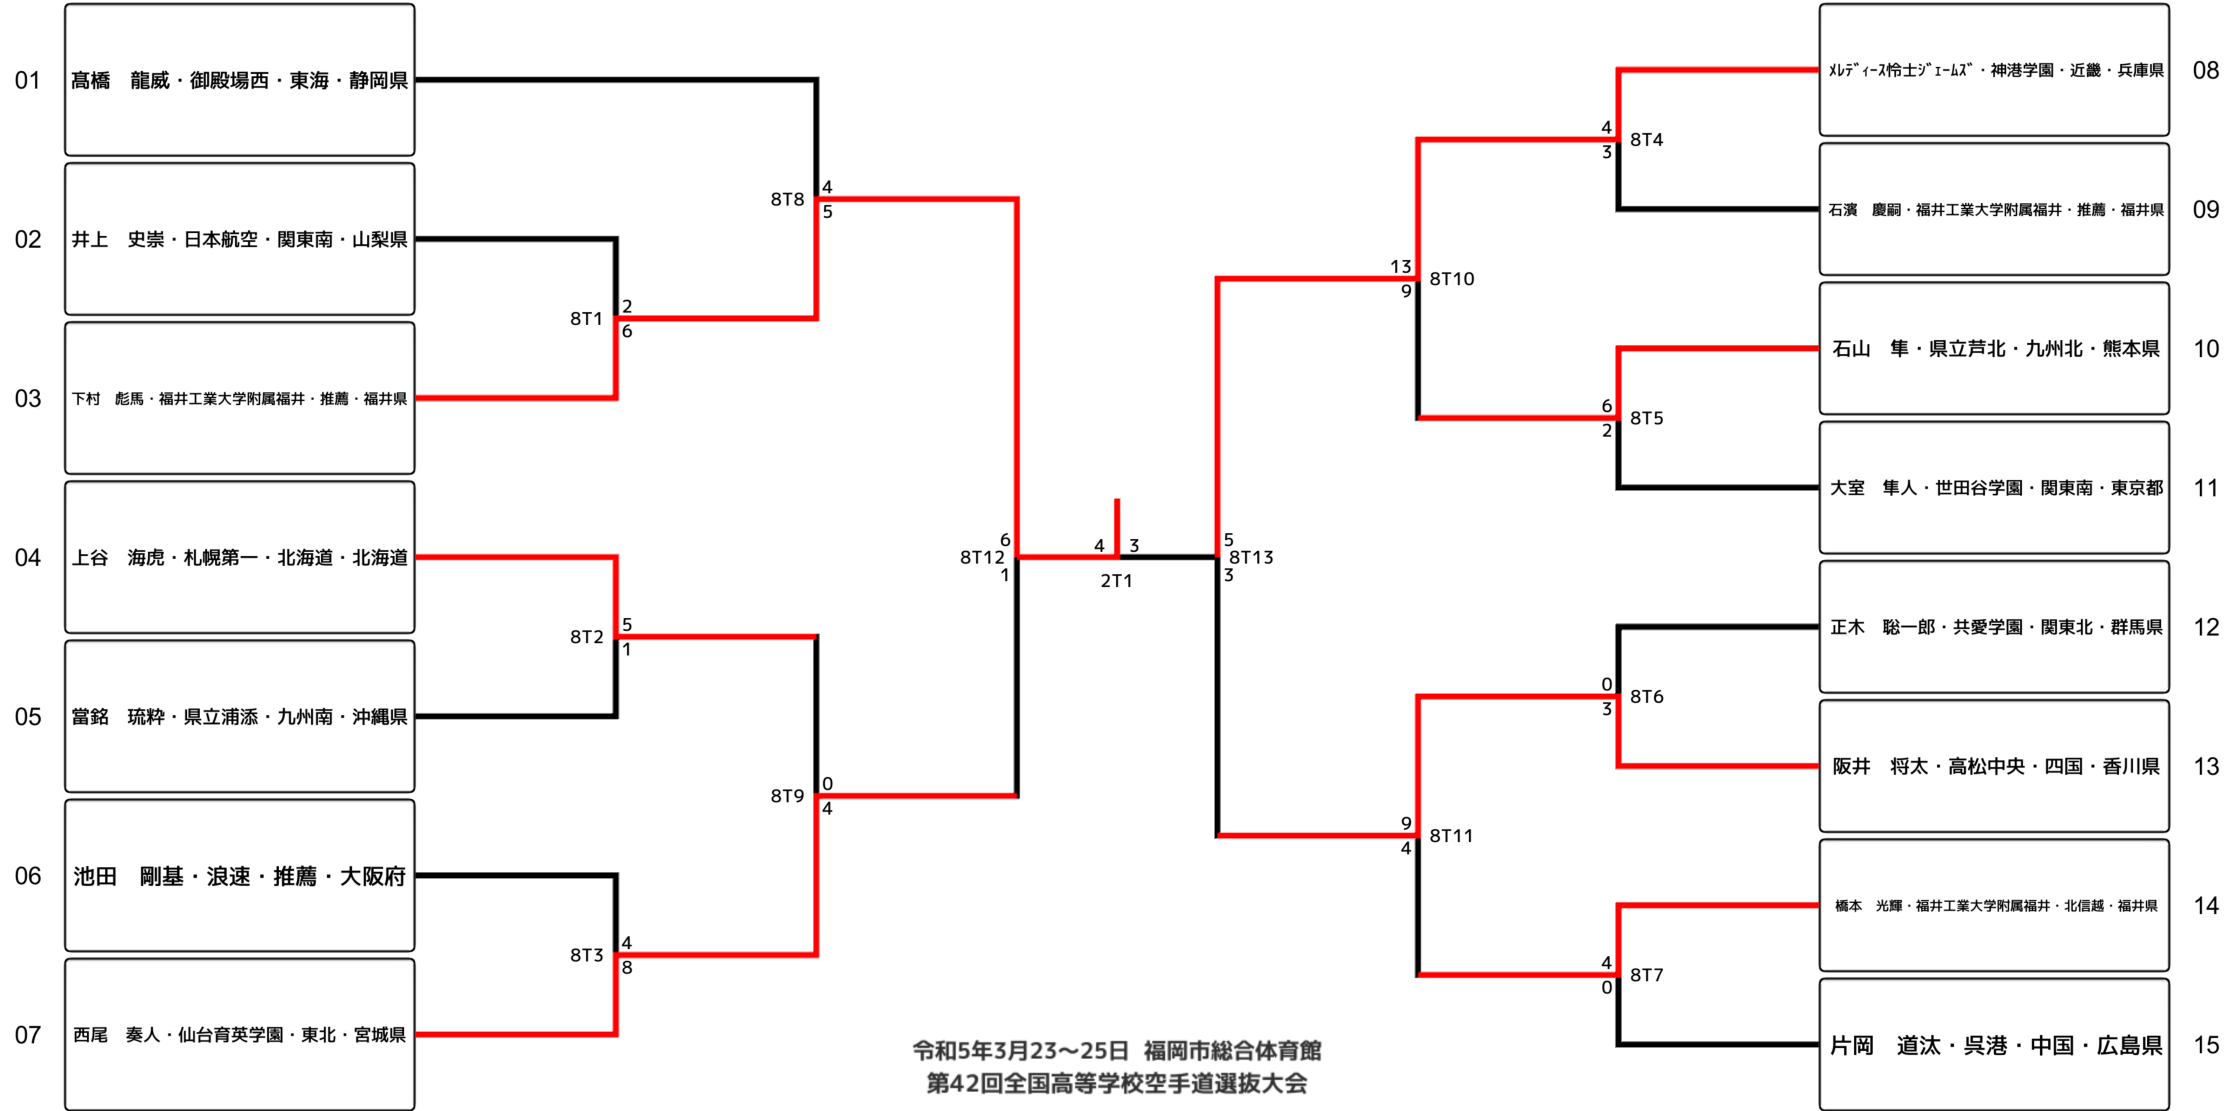 01 髙橋　龍威・御殿場西・東海・静岡県
02 井上　史崇・日本航空・関東南・山梨県
03 下村　彪馬・福井工業大学附属福井・推薦・福井県
04 上谷　海虎・札幌第一・北海道・北海道
05 當銘　琉粋・県立浦添・九州南・沖縄県
06 池田　剛基・浪速・推薦・大阪府
07 西尾　奏人・仙台育英学園・東北・宮城県
8T1
2
6
8T2
5
1
8T3
4
8
8T8
4
5
8T9
0
4
8T12
6
1
4 3
2T1
5
8T13
3
13
8T10
9
9
8T11
4
4
8T4
3
6
8T5
2
0
8T6
3
4
8T7
0
ﾒﾚﾃﾞｨｰｽ怜士ｼﾞｪｰﾑｽﾞ・神港学園・近畿・兵庫県 08
石濱　慶嗣・福井工業大学附属福井・推薦・福井県 09
石山　隼・県立芦北・九州北・熊本県 10
大室　隼人・世田谷学園・関東南・東京都 11
正木　聡一郎・共愛学園・関東北・群馬県 12
阪井　将太・高松中央・四国・香川県 13
橋本　光輝・福井工業大学附属福井・北信越・福井県 14
片岡　道汰・呉港・中国・広島県 15
令和5年3月23～25日 福岡市総合体育館
第42回全国高等学校空手道選抜大会